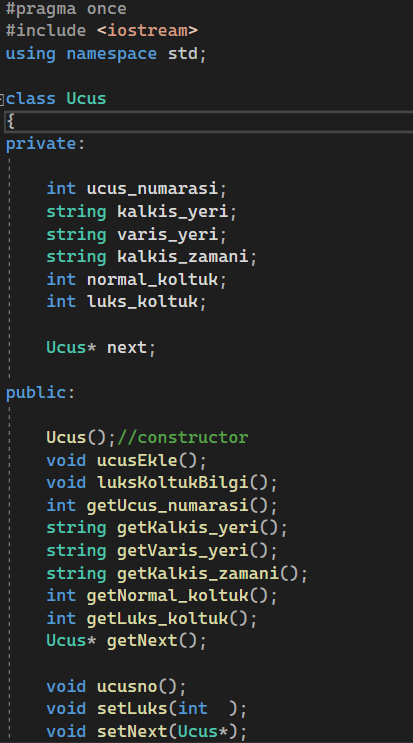 #pragma once
#include <iostream>
using namespace std;
class Ucus
{
private:
int ucus_numarasi;
string kalkis_yeri;
string varis_yeri;
string kalkis_zamani;
int normal_koltuk;
int luks_koltuk;
Ucus* next;
public:
Ucus();//constructor
void ucusEkle();
void luksKoltukBilgi();
int getUcus_numarasi();
string getKalkis_yeri();
string getVaris_yeri();
string getKalkis_zamani();
int getNormal_koltuk();
int getLuks_koltuk();
Ucus* getNext();
void ucusno();
void setLuks(int  );
void setNext(Ucus*);